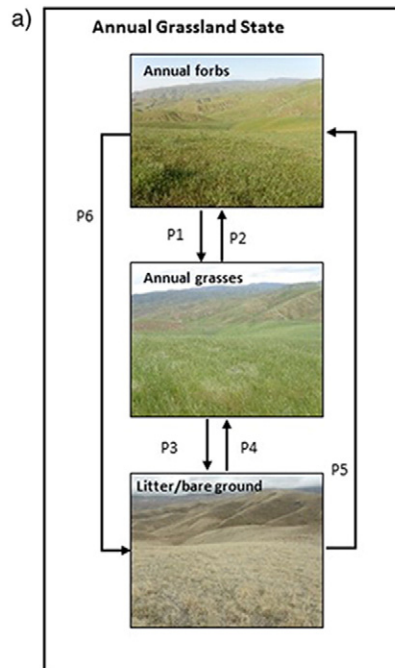 a)
Annual Grassland State
Annual forbs
P6
P1
P2
Annual grasses
P3
P4
P5
Litter/bare ground